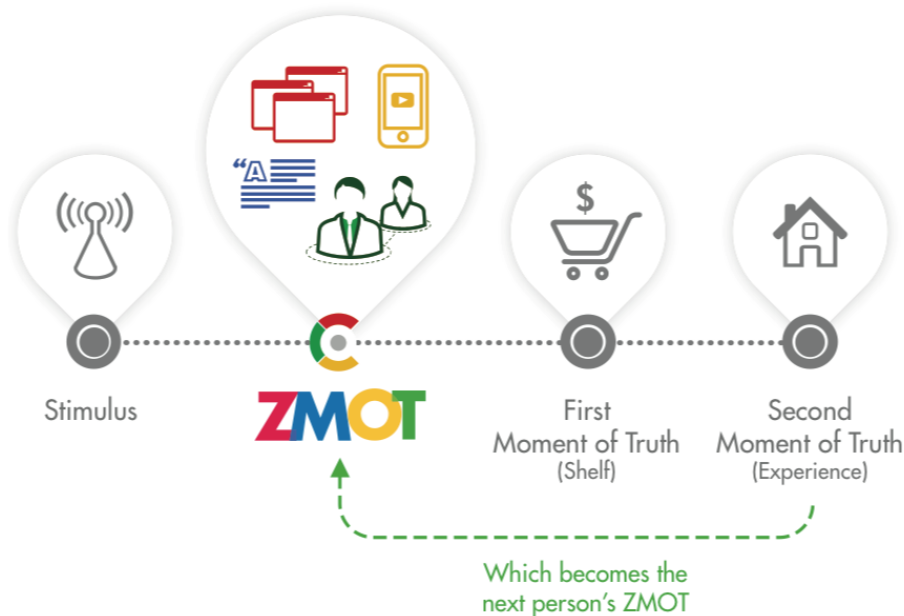 “A
$
Stimulus
ZMOT
First
Moment of Truth
(Shelf)
Second
Moment of Truth
(Experience)
Which becomes the
next person’s ZMOT